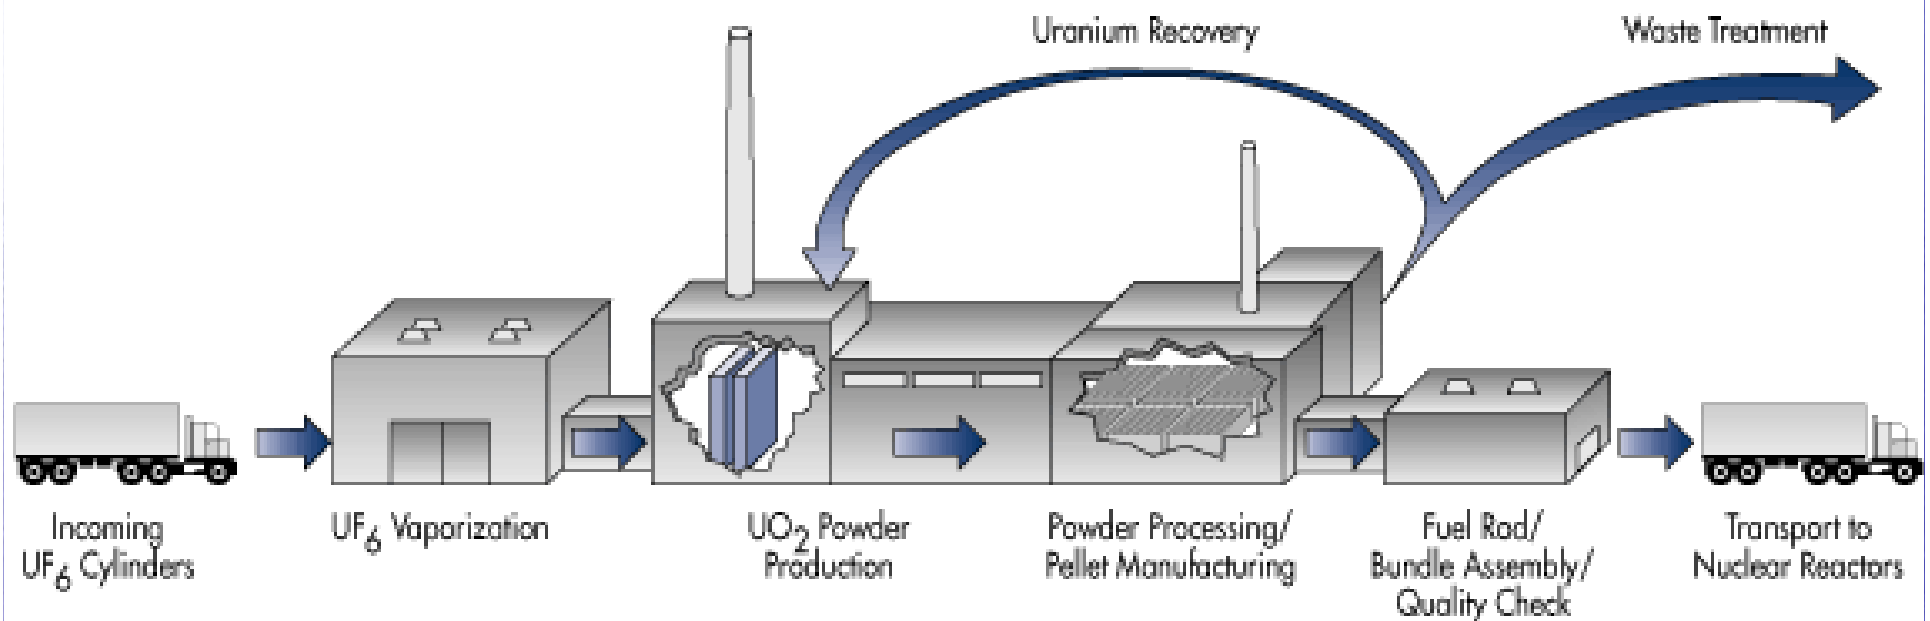 Uranium Recovery
Waste Treatment
Incoming
UF6 Cylinders
UF6 Vaporization
UO2 Powder
Production
Powder Processing/
Pellet Manufacturing
Fuel Rod/
Bundle Assembly/
Quality Check
Transport to
Nuclear Reactors